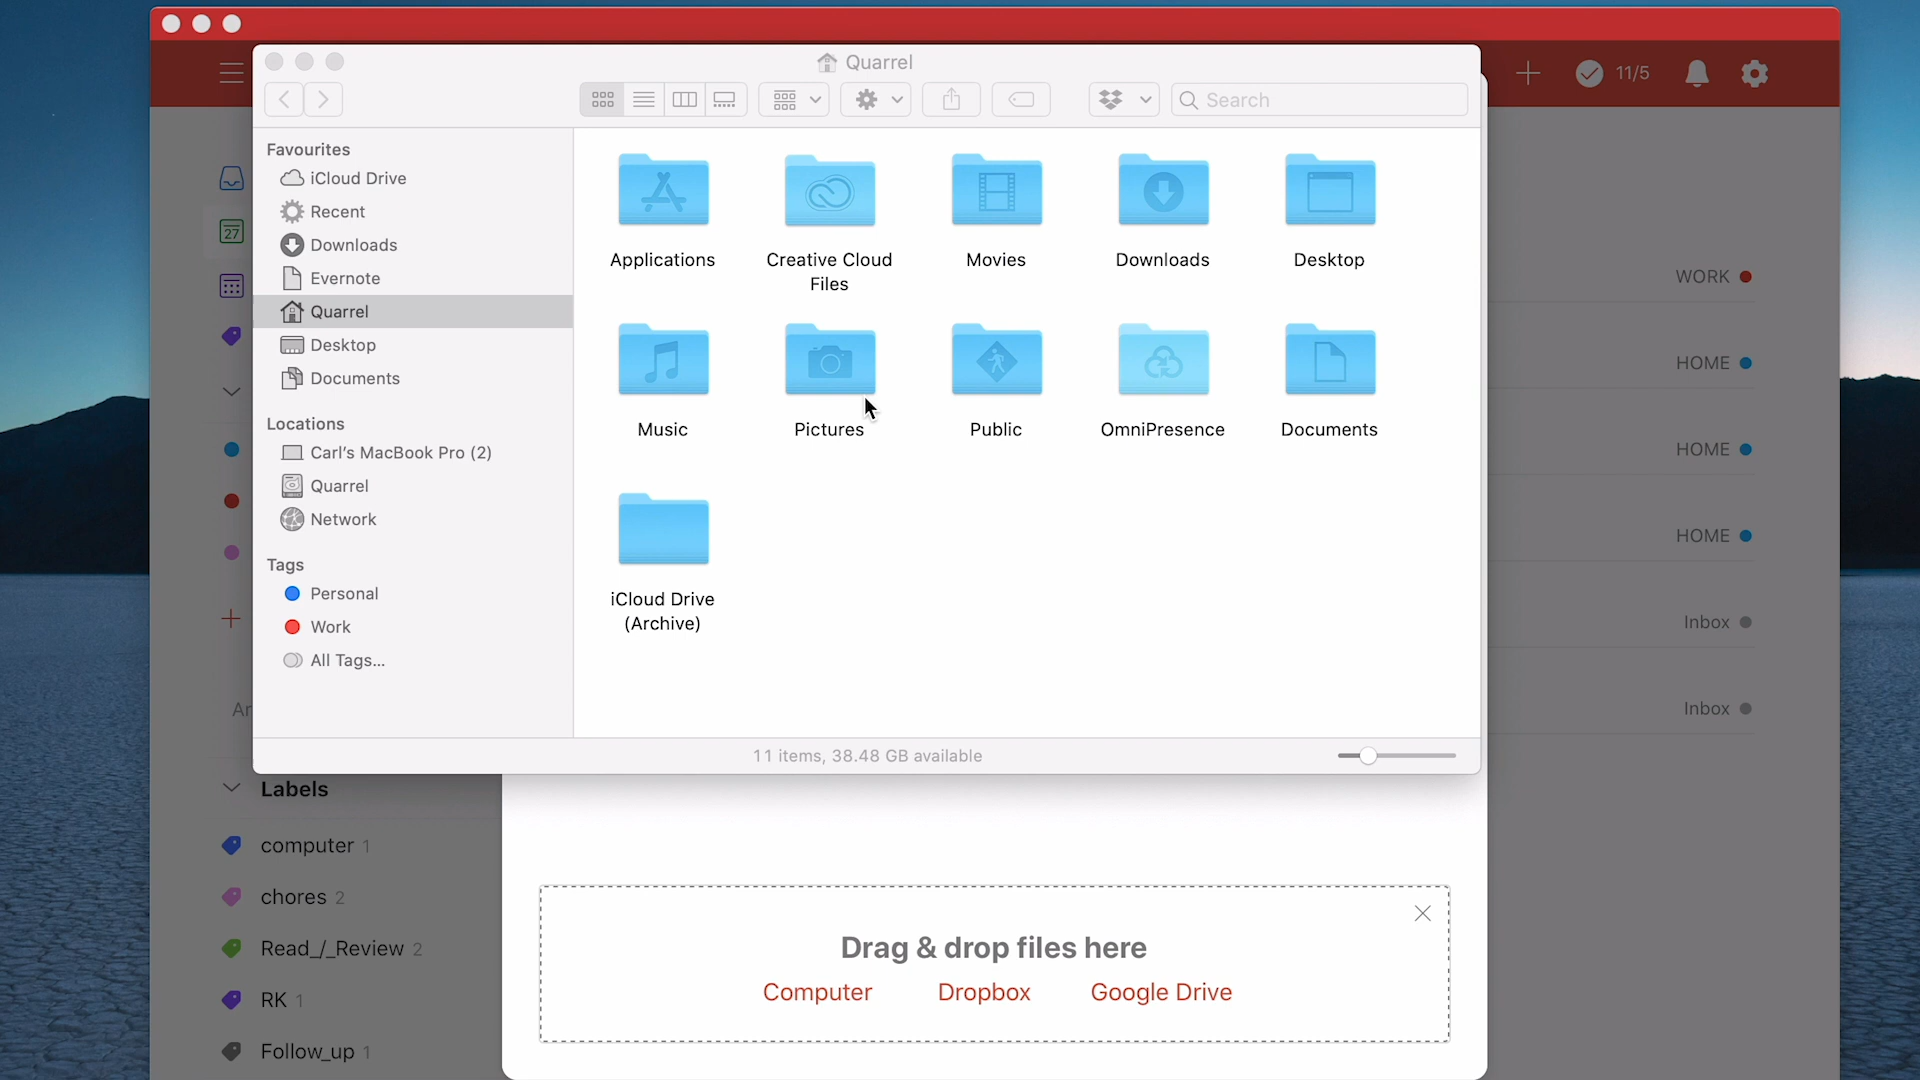 Quarrel
11/5
Search
Favourites
iCloud Drive
Recent
Downloads
Evernote
Quarrel
Desktop
Documents
Locations
Carl's MacBook Pro (2)
Quarrel
Network
Tags
Personal
Work
All Tags...
27
Applications
Creative Cloud
Files
Movies
Downloads
Desktop
Music
Pictures
Public
OmniPresence
Documents
iCloud Drive
(Archive)
11 items, 38.48 GB available
WORK
HOME
HOME
HOME
Inbox
Inbox
Ar
Labels
computer 1
chores 2
Read_/_Review 2
RK 1
Follow_up 1
Drag & drop files here
Computer Dropbox Google Drive